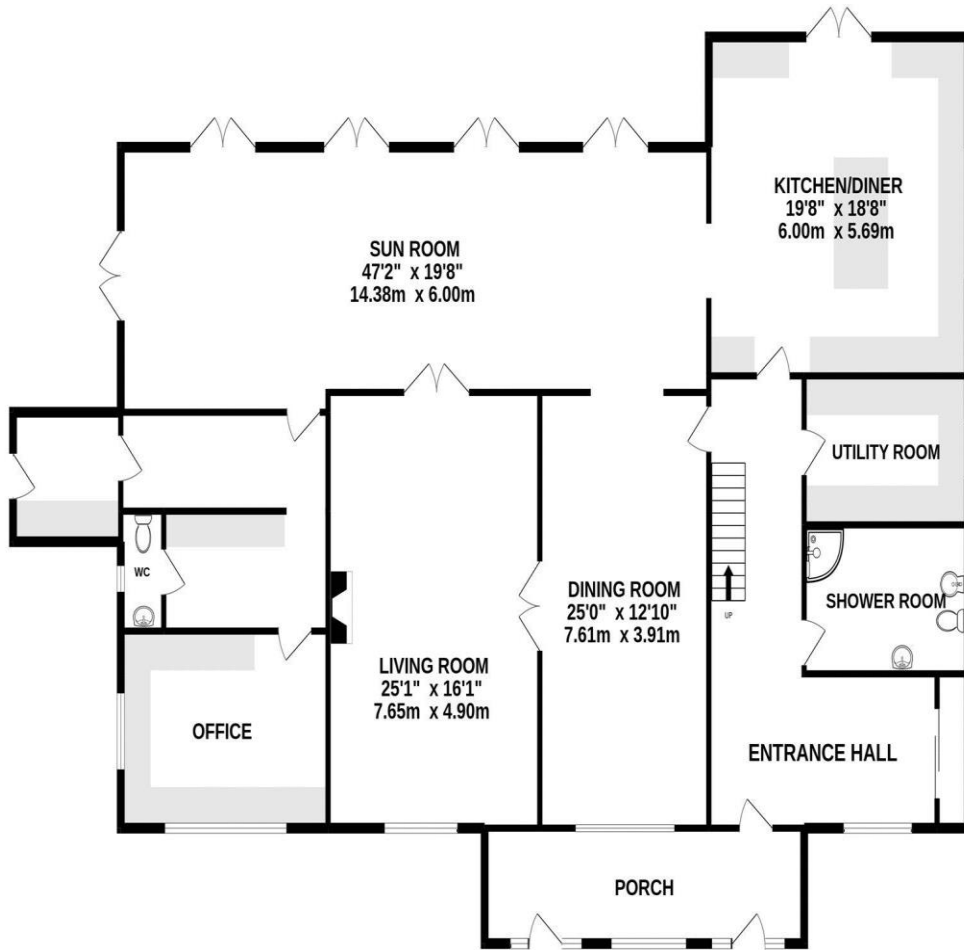 KITCHEN/DINER
19'8" x 18'8"
6.00m x 5.69m
SUN ROOM
47'2" x 19'8"
14.38m x 6.00m
UTILITY ROOM
WC
DINING ROOM
25'0" x 12'10"
7.61m x 3.91m
UP
SHOWER ROOM
LIVING ROOM
25'1" x 16'1"
7.65m x 4.90m
OFFICE
ENTRANCE HALL
PORCH